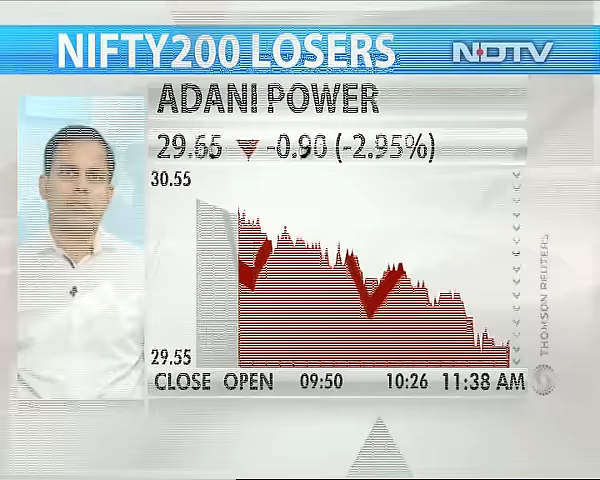 NIFTY200 LOSERS
NDTV
ADANI POWER
29.65 -0.90 (-2.95%)
30.55
29.55
CLOSE OPEN 09:50 10:26 11:38 AM
THOMSON REUTERS